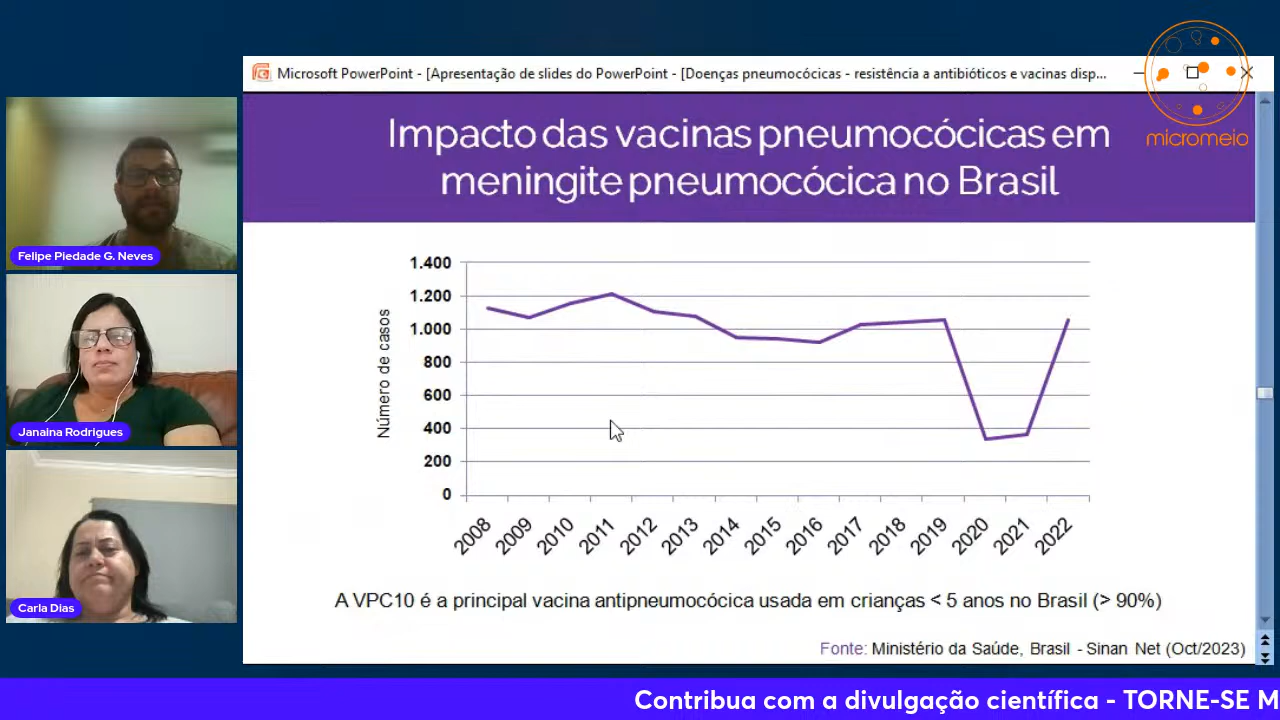 Microsoft PowerPoint - [Apresentação de slides do PowerPoint - [Doenças pneumocócicas - resistência a antibióticos e vacinas disp...
micromeio
Impacto das vacinas pneumocócicas em
meningite pneumocócica no Brasil
Felipe Piedade G. Neves
Janaina Rodrigues
Carla Dias
Número de casos
1.400
1.200
1.000
800
600
400
200
0
2008 2009 2010 2011 2012 2013 2014 2015 2016 2017 2018 2019 2020 2021 2022
A VPC10 é a principal vacina antipneumocócica usada em crianças < 5 anos no Brasil (> 90%)
Fonte: Ministério da Saúde, Brasil - Sinan Net (Oct/2023)
Contribua com a divulgação científica - TORNE-SE M